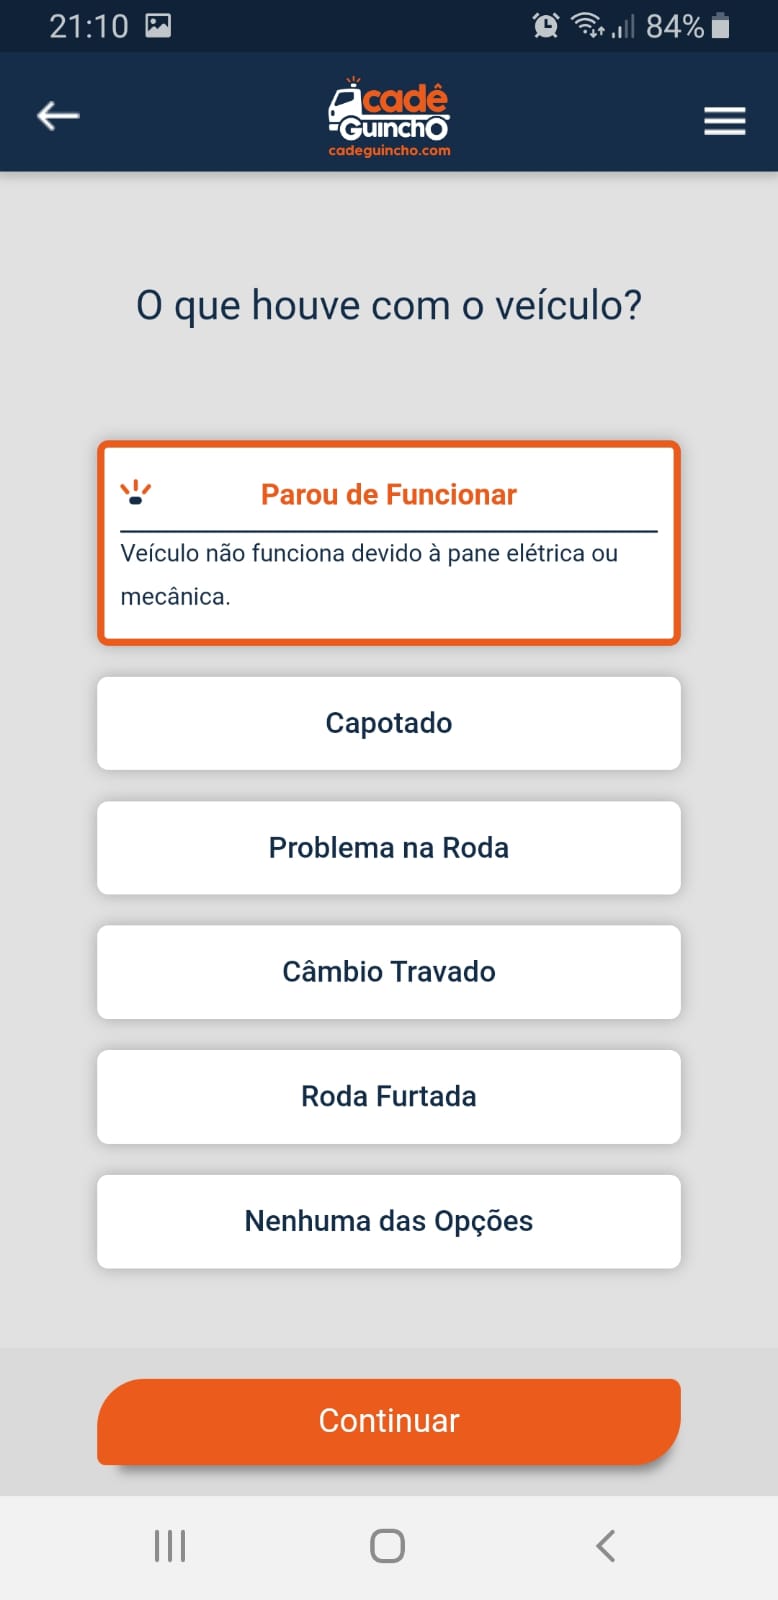 21:10
84%
cadê
Guincho
cadeguincho.com
O que houve com o veículo?
Parou de Funcionar
Veículo não funciona devido à pane elétrica ou
mecânica.
Capotado
Problema na Roda
Câmbio Travado
Roda Furtada
Nenhuma das Opções
Continuar